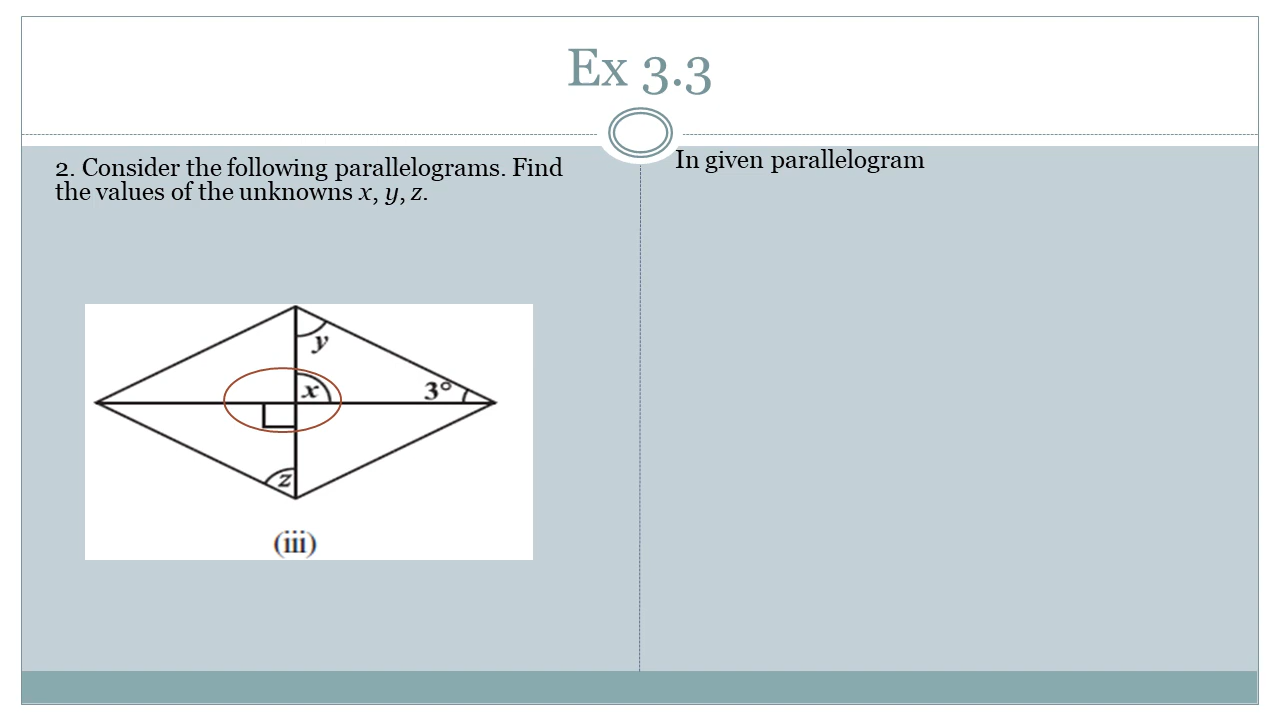 Ex 3.3
2. Consider the following parallelograms. Find
the values of the unknowns x, y, z.
In given parallelogram
y
x
3°
z
(iii)